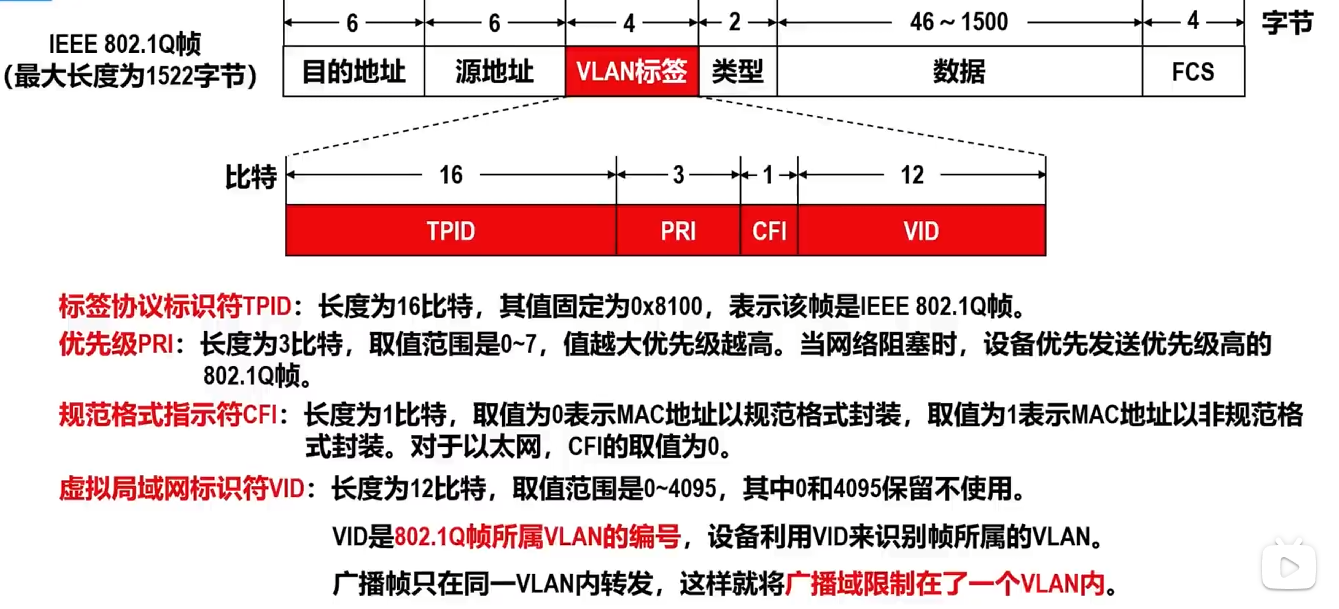 6 6 4 2 46～1500 4 字节
IEEE 802.1Q帧
（最大长度为1522字节）
目的地址 源地址 VLAN标签 类型 数据 FCS
比特 16 3 1 12
TPID PRI CFI VID
标签协议标识符TPID：长度为16比特，其值固定为0x8100，表示该帧是IEEE 802.1Q帧。
优先级PRI：长度为3比特，取值范围是0~7，值越大优先级越高。当网络阻塞时，设备优先发送优先级高的
802.1Q帧。
规范格式指示符CFI：长度为1比特，取值为0表示MAC地址以规范格式封装，取值为1表示MAC地址以非规范格
式封装。对于以太网，CFI的取值为0。
虚拟局域网标识符VID：长度为12比特，取值范围是0~4095，其中0和4095保留不使用。
VID是802.1Q帧所属VLAN的编号，设备利用VID来识别帧所属的VLAN。
广播帧只在同一VLAN内转发，这样就将广播域限制在了一个VLAN内。